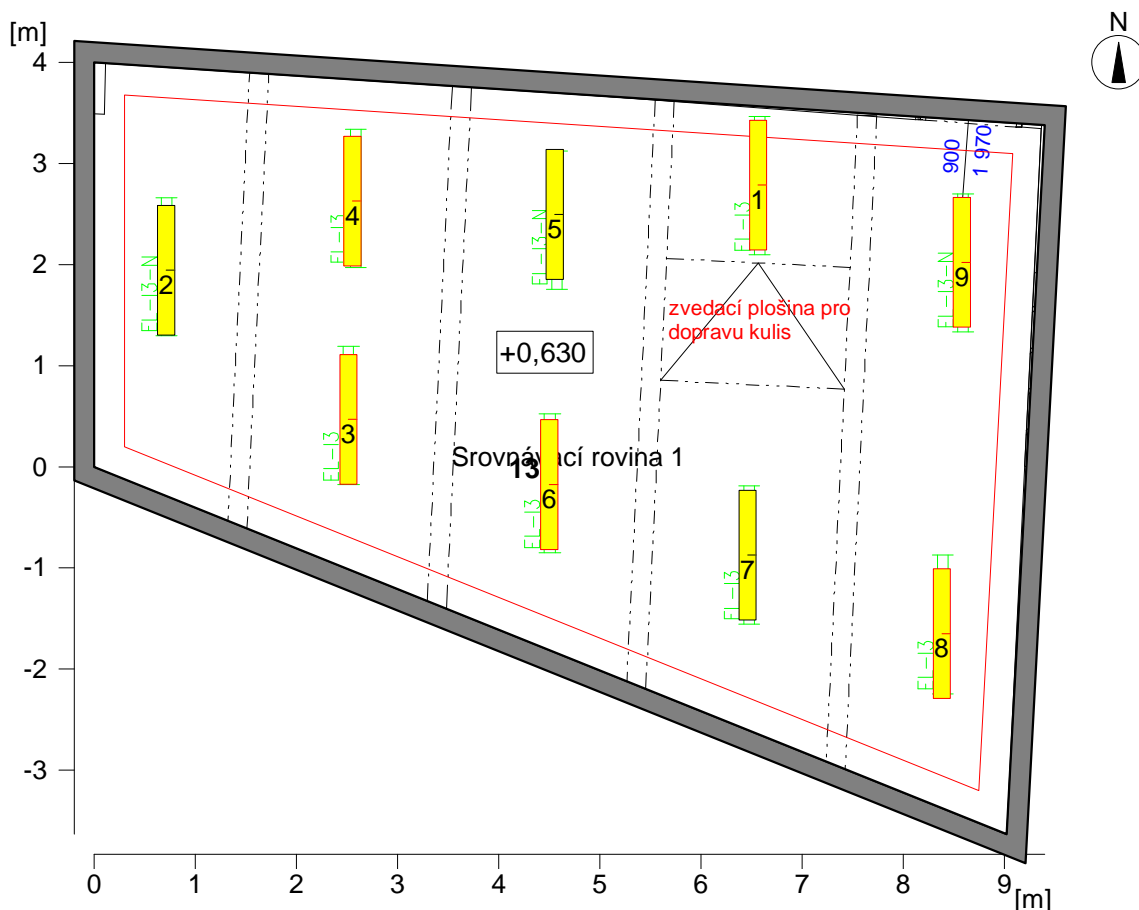 [m]
N
4
3
2
1
0
-1
-2
-3
0 1 2 3 4 5 6 7 8 9
[m]
900
1 970
FL-I3-N
2
FL-I3
4
FL-I3-N
5
FL-I3
1
FL-I3-N
9
zvedací plošina pro
dopravu kulis
+0,630
FL-I3
3
Srovnávací rovina 1
13
FL-I3
6
FL-I3
7
FL-I3
8